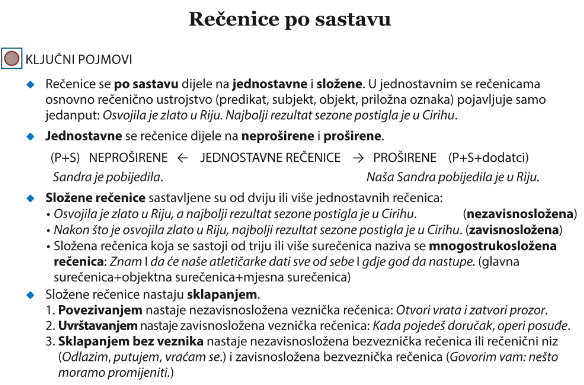 Rečenice po sastavu
KLJUČNI POJMOVI
◆ Rečenice se po sastavu dijele na jednostavne i složene. U jednostavnim se rečenicama
osnovno rečenično ustrojstvo (predikat, subjekt, objekt, priložna oznaka) pojavljuje samo
jedanput: Osvojila je zlato u Riju. Najbolji rezultat sezone postigla je u Cirihu.
◆ Jednostavne se rečenice dijele na neproširene i proširene.
(P+S) NEPROŠIRENE ← JEDNOSTAVNE REČENICE → PROŠIRENE (P+S+dodatci)
Sandra je pobijedila. Naša Sandra pobijedila je u Riju.
◆ Složene rečenice sastavljene su od dviju ili više jednostavnih rečenica:
• Osvojila je zlato u Riju, a najbolji rezultat sezone postigla je u Cirihu. (nezavisnosložena)
• Nakon što je osvojila zlato u Riju, najbolji rezultat sezone postigla je u Cirihu. (zavisnosložena)
• Složena rečenica koja se sastoji od triju ili više surečenica naziva se mnogostrukosložena
rečenica: Znam I da će naše atletičarke dati sve od sebe I gdje god da nastupe. (glavna
surečenica+objektna surečenica+mjesna surečenica)
◆ Složene rečenice nastaju sklapanjem.
1. Povezivanjem nastaje nezavisnosložena veznička rečenica: Otvori vrata i zatvori prozor.
2. Uvrštavanjem nastaje zavisnosložena veznička rečenica: Kada pojedeš doručak, operi posuđe.
3. Sklapanjem bez veznika nastaje nezavisnosložena bezveznička rečenica ili rečenični niz
(Odlazim, putujem, vraćam se.) i zavisnosložena bezveznička rečenica (Govorim vam: nešto
moramo promijeniti.)